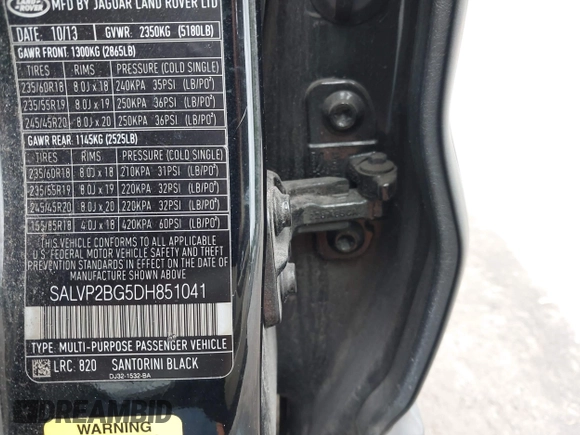 LAND ROVER
MFD BY JAGUAR LAND ROVER LTD
DATE: 10/13 GVWR: 2350KG (5180LB)
GAWR FRONT: 1300KG (2865LB)
TIRES RIMS PRESSURE (COLD SINGLE)
235/60R18 8.0J x 18 240KPA 35PSI (LB/PO²)
235/55R19 8.0J x 19 250KPA 36PSI (LB/PO²)
245/45R20 8.0J x 20 250KPA 36PSI (LB/PO²)
GAWR REAR: 1145KG (2525LB)
TIRES RIMS PRESSURE (COLD SINGLE)
235/60R18 8.0J x 18 210KPA 31PSI (LB/PO²)
235/55R19 8.0J x 19 220KPA 32PSI (LB/PO²)
245/45R20 8.0J x 20 220KPA 32PSI (LB/PO²)
155/85R18 4.0J x 18 420KPA 60PSI (LB/PO²)
THIS VEHICLE CONFORMS TO ALL APPLICABLE
FEDERAL MOTOR VEHICLE SAFETY AND THEFT
PREVENTION STANDARDS IN EFFECT ON THE DATE
OF MANUFACTURE SHOWN ABOVE
SALVP2BG5DH851041
TYPE: MULTI-PURPOSE PASSENGER VEHICLE
LRC: 820 SANTORINI BLACK
DJ32-1532-BA
WARNING
DREAMBID